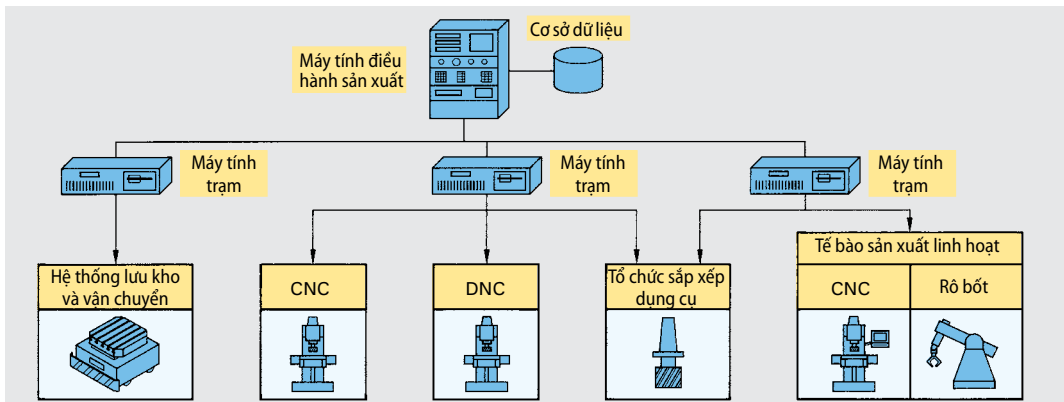 Cơ sở dữ liệu
Máy tính điều
hành sản xuất
Máy tính
trạm
Máy tính
trạm
Máy tính
trạm
Hệ thống lưu kho
và vận chuyển
CNC
DNC
Tổ chức sắp xếp
dụng cụ
Tế bào sản xuất linh hoạt
CNC
Rô bốt